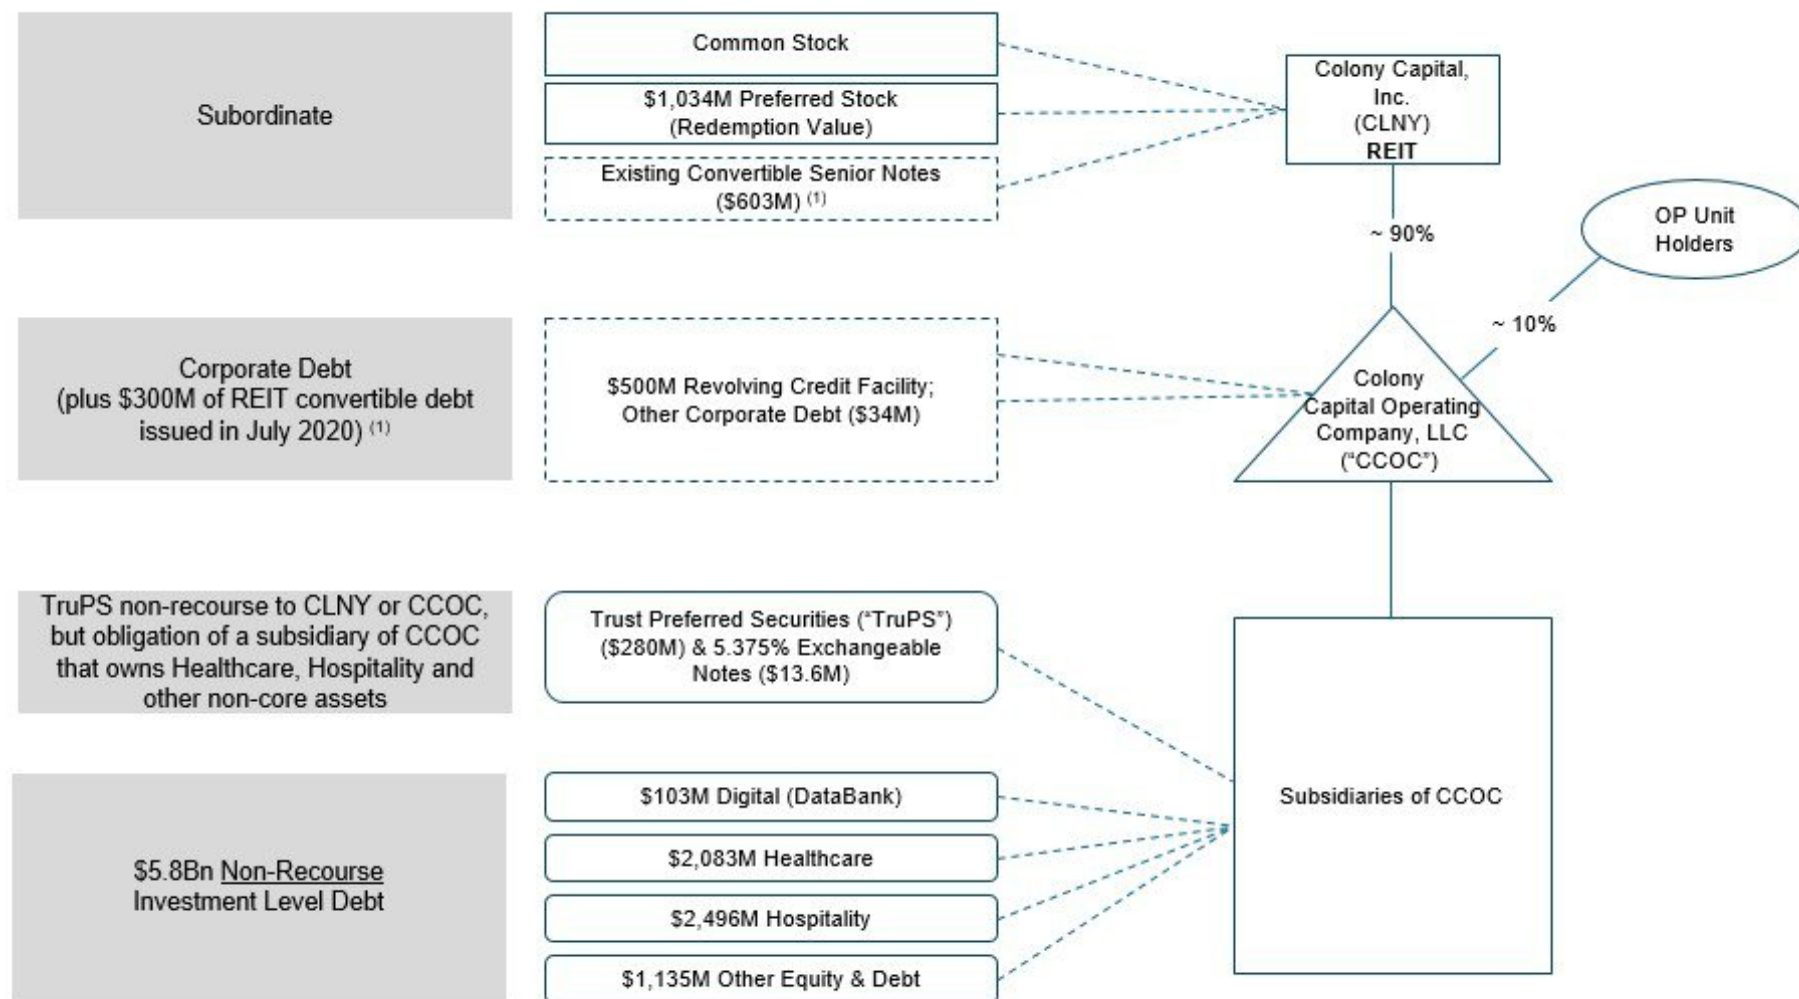 Subordinate
Common Stock
$1,034M Preferred Stock
(Redemption Value)
Existing Convertible Senior Notes
($603M) (1)
Colony Capital,
Inc.
(CLNY)
REIT
~ 90%
OP Unit
Holders
~ 10%
Corporate Debt
(plus $300M of REIT convertible debt
issued in July 2020) (1)
$500M Revolving Credit Facility;
Other Corporate Debt ($34M)
Colony
Capital Operating
Company, LLC
(“CCOC”)
TruPS non-recourse to CLNY or CCOC,
but obligation of a subsidiary of CCOC
that owns Healthcare, Hospitality and
other non-core assets
Trust Preferred Securities (“TruPS”)
($280M) & 5.375% Exchangeable
Notes ($13.6M)
Subsidiaries of CCOC
$5.8Bn Non-Recourse
Investment Level Debt
$103M Digital (DataBank)
$2,083M Healthcare
$2,496M Hospitality
$1,135M Other Equity & Debt